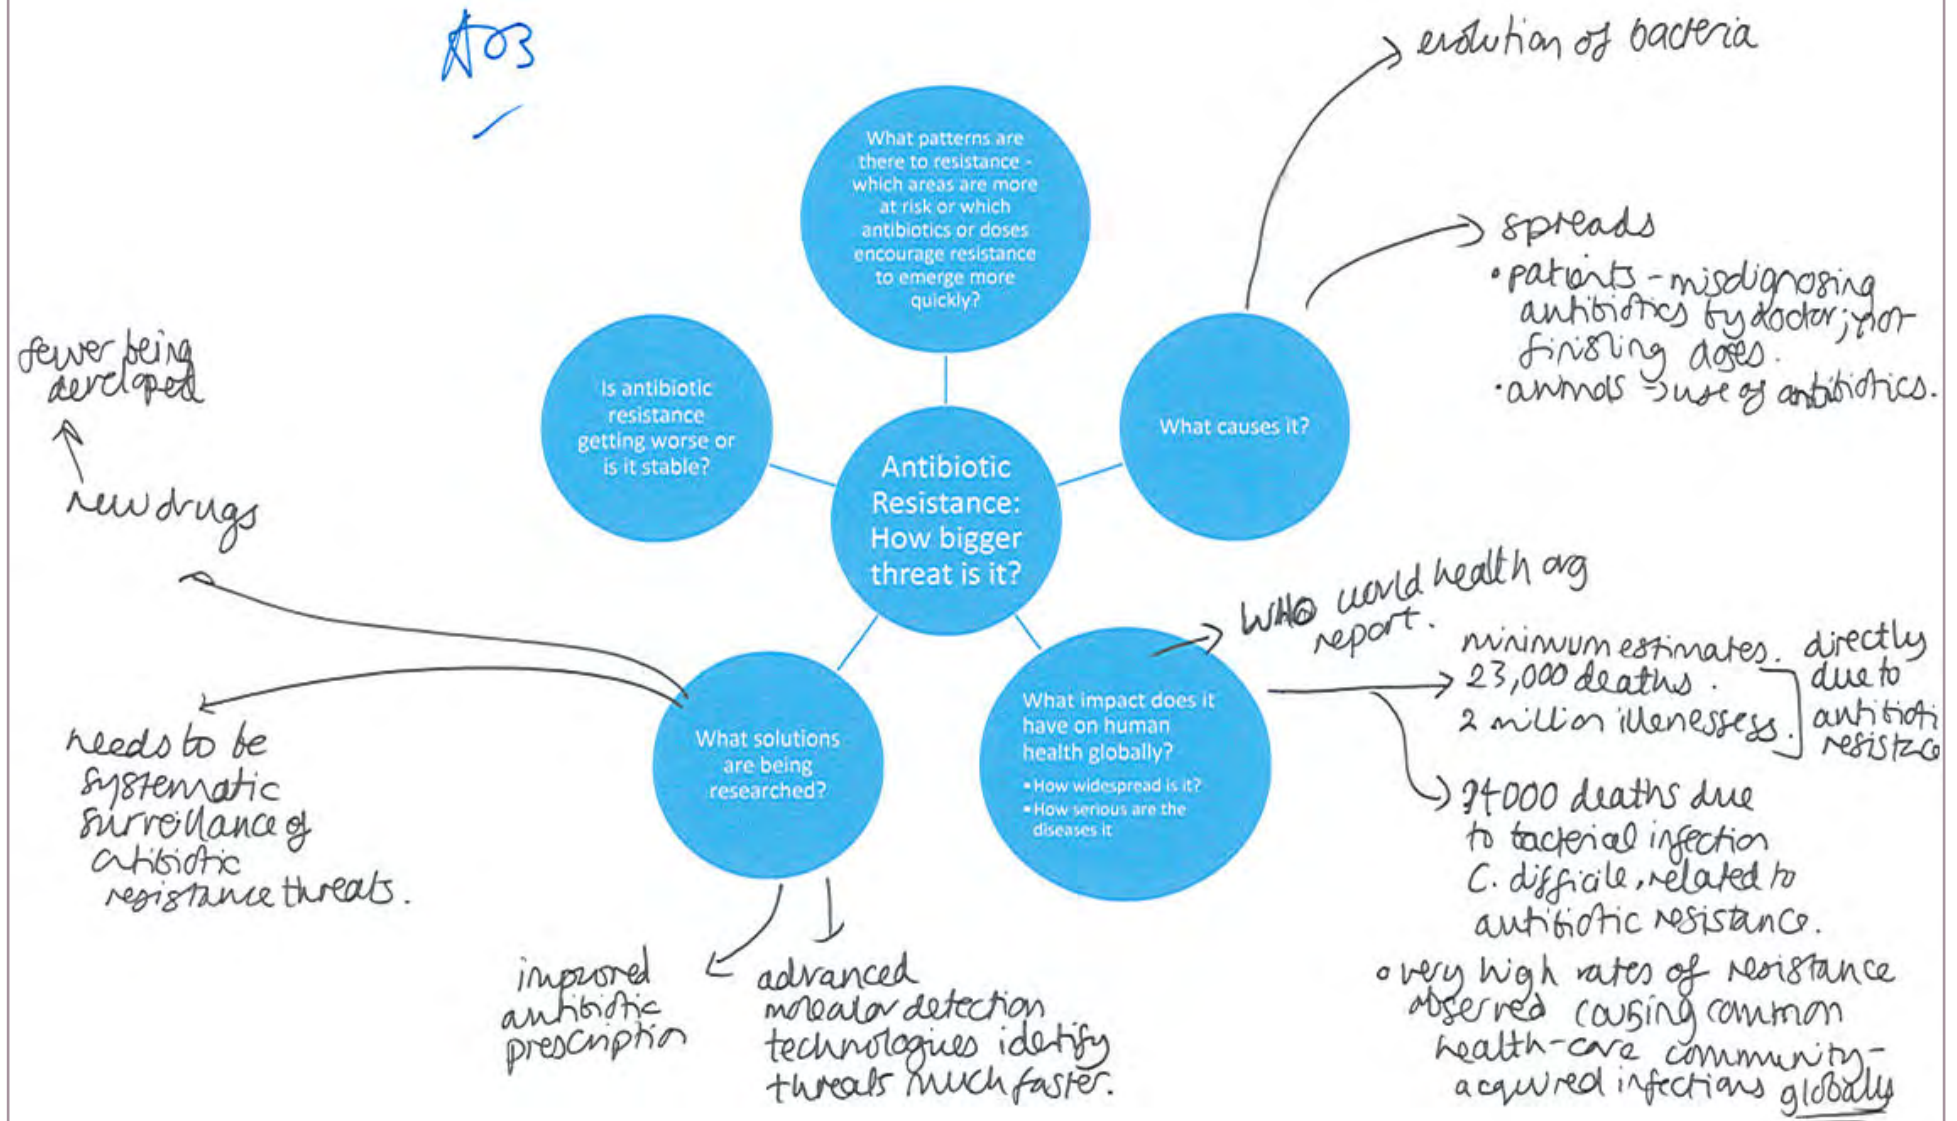 AO3
What patterns are
there to resistance -
which areas are more
at risk or which
antibiotics or doses
encourage resistance
to emerge more
quickly?
evolution of bacteria
What causes it?
spreads
• patients - misdignosing
antibiotics by doctor; not
finishing doses.
• animals → use of antibiotics.
Is antibiotic
resistance
getting worse or
is it stable?
Antibiotic
Resistance:
How bigger
threat is it?
fewer being
developed
new drugs
What solutions
are being
researched?
needs to be
systematic
surveillance of
antibiotic
resistance threats.
improved
antibiotic
prescription
advanced
molecular detection
technologies identify
threats much faster.
What impact does it
have on human
health globally?
▪ How widespread is it?
▪ How serious are the
diseases it
WHO world health org
report.
minimum estimates.
23,000 deaths.
2 million illenessess.
directly
due to
antibioti
resistance
deaths due
to bacterial infection
C. difficile, related to
antibiotic resistance.
• very high rates of resistance
observed causing common
health-care community-
acquired infections globally